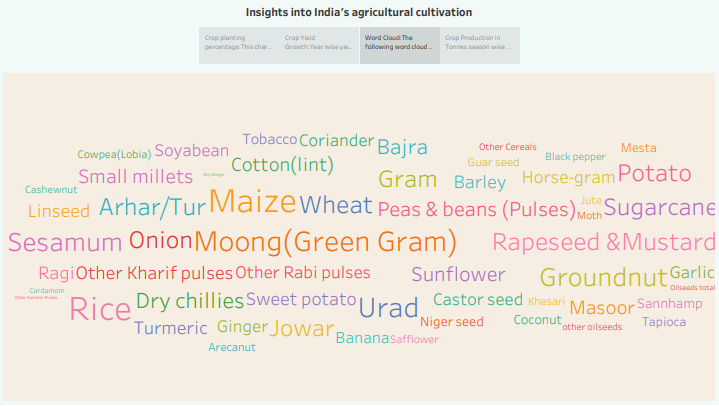 Insights into India's agricultural cultivation
Crop planting
percentage:This char..
Crop Yield
Growth:Year wise yie..
Word Cloud:The
following word cloud ..
Crop Production in
Tonnes:season wise...
Tobacco
Coriander
Bajra
Other Cereals
Mesta
Cowpea(Lobia)
Soyabean
Cotton(lint)
Guar seed
Black pepper
Small millets
Dry Ginger
Gram
Barley
Horse-gram
Potato
Cashewnut
Linseed
Arhar/Tur
Maize
Wheat
Peas & beans (Pulses)
Jute
Moth
Sugarcane
Sesamum
Onion
Moong(Green Gram)
Rapeseed &Mustard
Ragi
Other Kharif pulses
Other Rabi pulses
Sunflower
Groundnut
Garlic
Oilseeds total
Cardamom
Other Summer Pulses
Rice
Dry chillies
Sweet potato
Urad
Castor seed
Khesari
Masoor
Sannhamp
Turmeric
Ginger
Jowar
Niger seed
Coconut
other oilseeds
Tapioca
Arecanut
Banana
Safflower